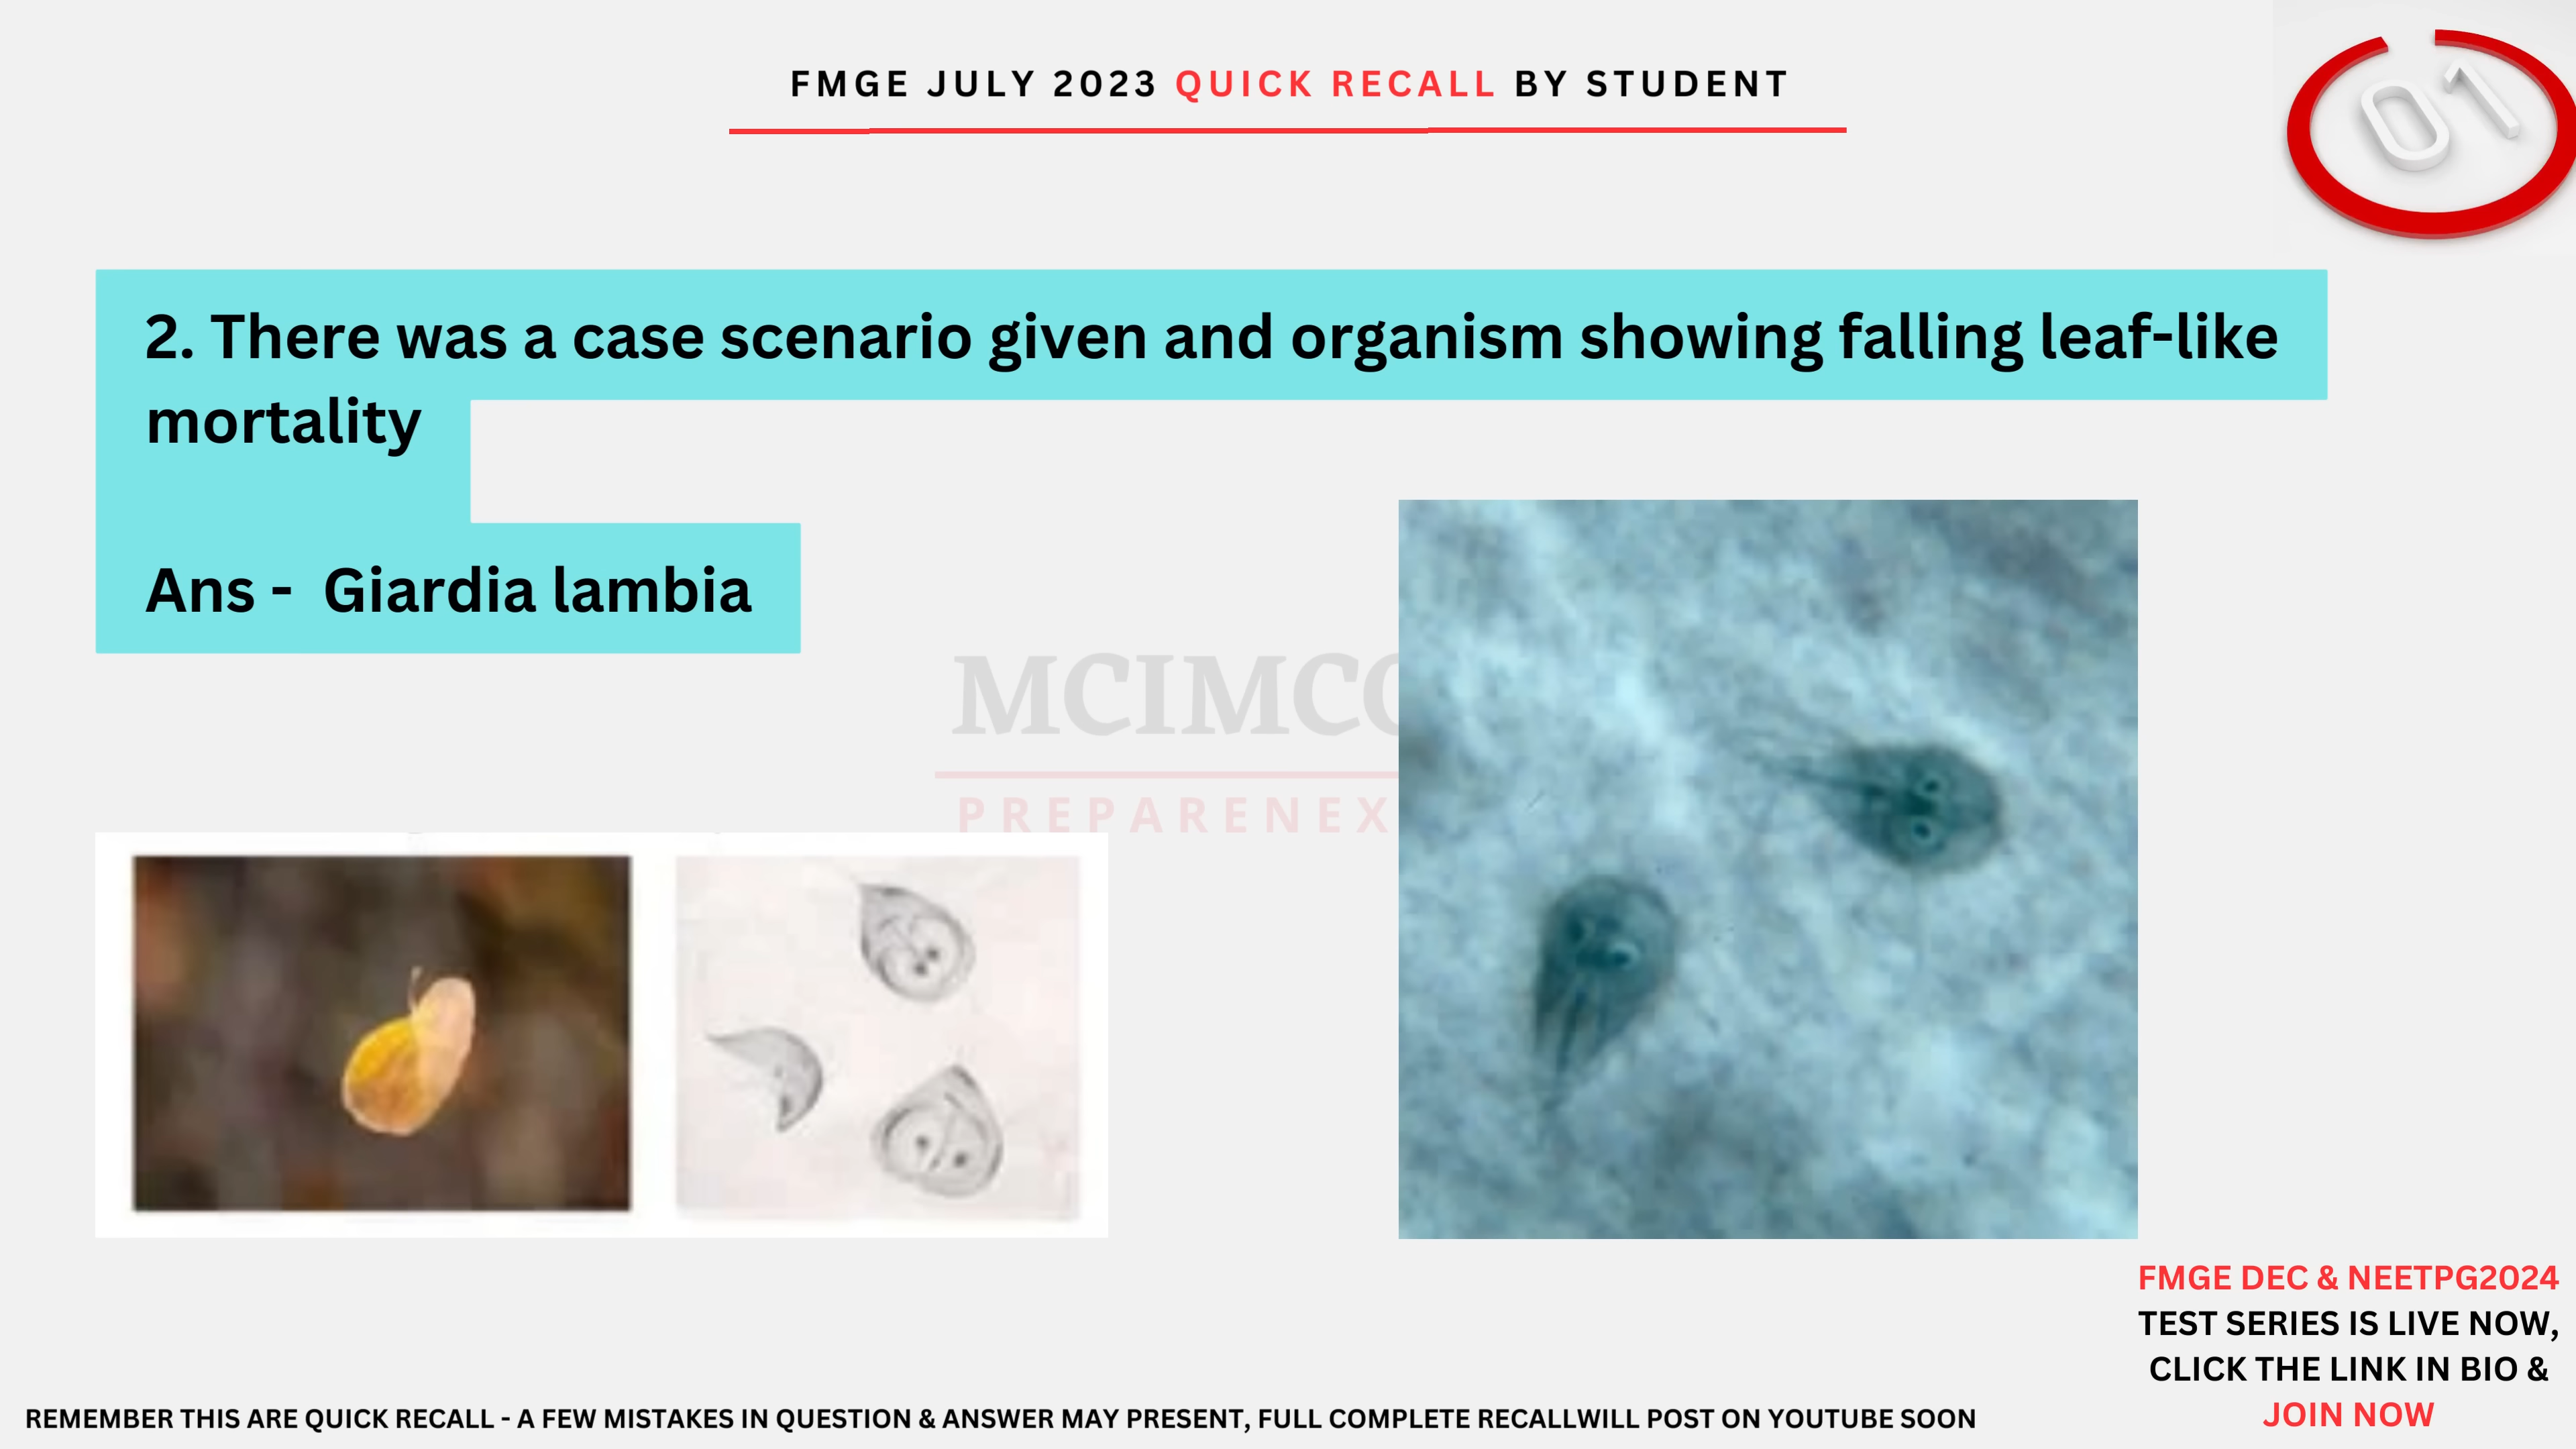 FMGE JULY 2023 QUICK RECALL BY STUDENT
01
2. There was a case scenario given and organism showing falling leaf-like
mortality
Ans - Giardia lambia
MCIMCO
PREPARENEX
FMGE DEC & NEETPG2024
TEST SERIES IS LIVE NOW,
CLICK THE LINK IN BIO &
JOIN NOW
REMEMBER THIS ARE QUICK RECALL - A FEW MISTAKES IN QUESTION & ANSWER MAY PRESENT, FULL COMPLETE RECALLWILL POST ON YOUTUBE SOON